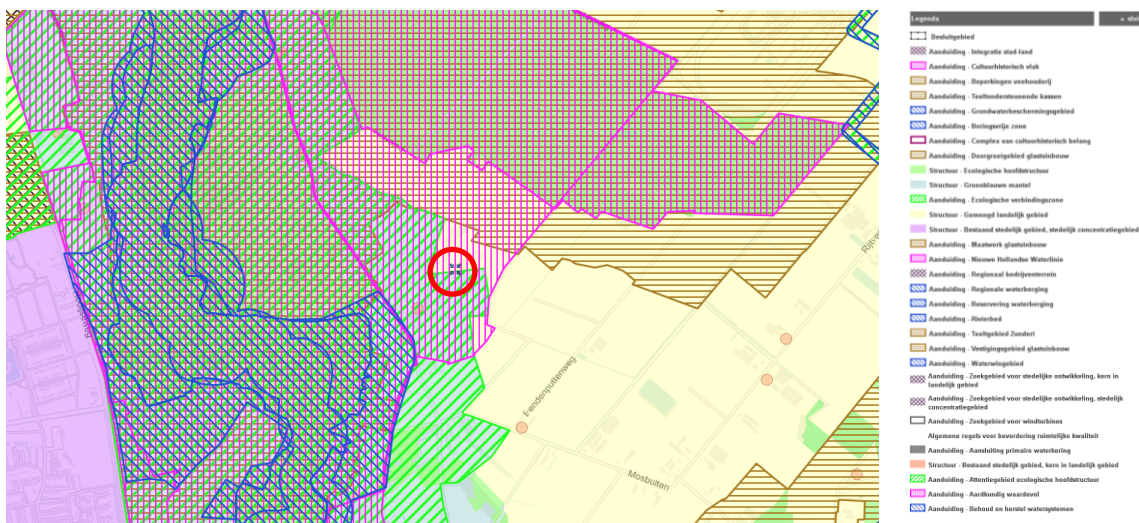 Rijtve
Eendenputtenweg
Mosbulten
Legenda
» slui
Besluitgebied
Aanduiding - Integratie stad-land
Aanduiding - Cultuurhistorisch vlak
Aanduiding - Beperkingen veehouderij
Aanduiding - Teeltondersteunende kassen
Aanduiding - Grondwaterbeschermingsgebied
Aanduiding - Boringsvrije zone
Aanduiding - Complex van cultuurhistorisch belang
Aanduiding - Doorgroeigebied glastuinbouw
Structuur - Ecologische hoofdstructuur
Structuur - Groenblauwe mantel
Aanduiding - Ecologische verbindingszone
Structuur - Gemengd landelijk gebied
Structuur - Bestaand stedelijk gebied, stedelijk concentratiegebied
Aanduiding - Maatwerk glastuinbouw
Aanduiding - Nieuwe Hollandse Waterlinie
Aanduiding - Regionaal bedrijventerrein
Aanduiding - Regionale waterberging
Aanduiding - Reservering waterberging
Aanduiding - Rivierbed
Aanduiding - Teeltgebied Zundert
Aanduiding - Vestigingsgebied glastuinbouw
Aanduiding - Waterwingebied
Aanduiding - Zoekgebied voor stedelijke ontwikkeling, kern in
landelijk gebied
Aanduiding - Zoekgebied voor stedelijke ontwikkeling, stedelijk
concentratiegebied
Aanduiding - Zoekgebied voor windturbines
Algemene regels voor bevordering ruimtelijke kwaliteit
Aanduiding - Aansluiting primaire waterkering
Structuur - Bestaand stedelijk gebied, kern in landelijk gebied
Aanduiding - Attentiegebied ecologische hoofdstructuur
Aanduiding - Aardkundig waardevol
Aanduiding - Behoud en herstel watersystemen